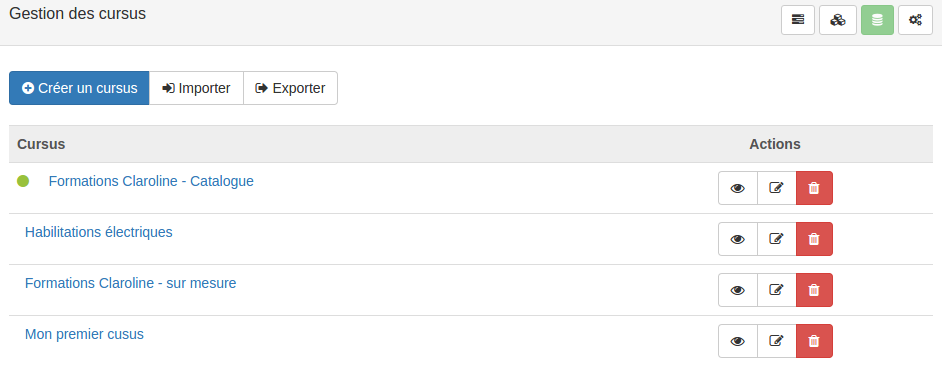 Gestion des cursus
Créer un cursus Importer Exporter
Cursus Actions
Formations Claroline - Catalogue
Habilitations électriques
Formations Claroline - sur mesure
Mon premier cusus